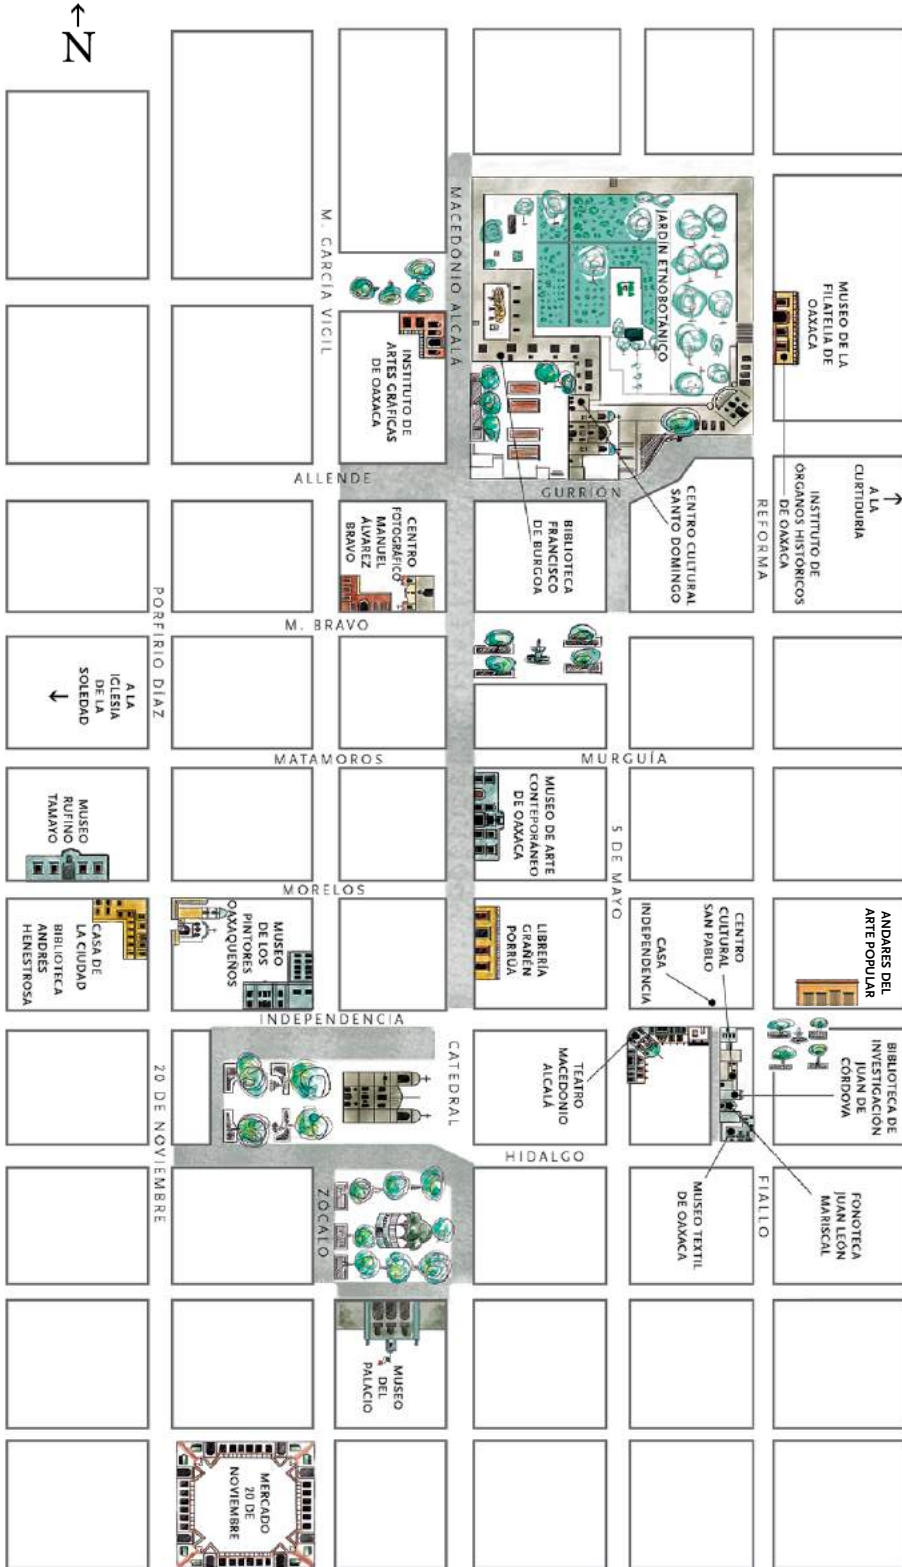 ↑
N
MACEDONIO ALCALÁ
M. GARCÍA VIGIL
JARDÍN ETNOBOTÁNICO
MUSEO DE LA
FILATELIA DE
OAXACA
INSTITUTO DE
ARTES GRÁFICAS
DE OAXACA
ALLENDE
GURRIÓN
REFORMA
A LA
CURTIDURÍA
INSTITUTO DE
ÓRGANOS HISTÓRICOS
DE OAXACA
CENTRO CULTURAL
SANTO DOMINGO
BIBLIOTECA
FRANCISCO
DE BURGOA
CENTRO
FOTOGRÁFICO
MANUEL
ÁLVAREZ
BRAVO
M. BRAVO
PORFIRIO DÍAZ
A LA
IGLESIA
DE LA
SOLEDAD
MATAMOROS
MURGUÍA
MUSEO
RUFINO
TAMAYO
MUSEO DE ARTE
CONTEPORÁNEO
DE OAXACA
5 DE MAYO
MORELOS
CASA DE
LA CIUDAD
BIBLIOTECA
ANDRES
HENESTROSA
MUSEO
DE LOS
PINTORES
OAXAQUEÑOS
LIBRERÍA
GRAÑÉN
PORRÚA
CENTRO
CULTURAL
SAN PABLO
CASA
INDEPENDENCIA
ANDARES DEL
ARTE POPULAR
INDEPENDENCIA
CATEDRAL
TEATRO
MACEDONIO
ALCALÁ
BIBLIOTECA DE
INVESTIGACIÓN
JUAN DE
CÓRDOVA
20 DE NOVIEMBRE
HIDALGO
ZÓCALO
FIALLO
MUSEO TEXTIL
DE OAXACA
FONOTECA
JUAN LEÓN
MARISCAL
MUSEO
DEL
PALACIO
MERCADO
20 DE
NOVIEMBRE